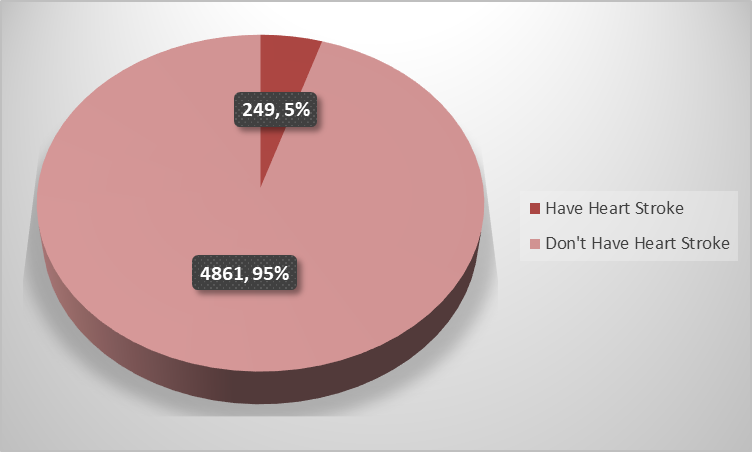 249, 5%
4861, 95%
Have Heart Stroke
Don't Have Heart Stroke